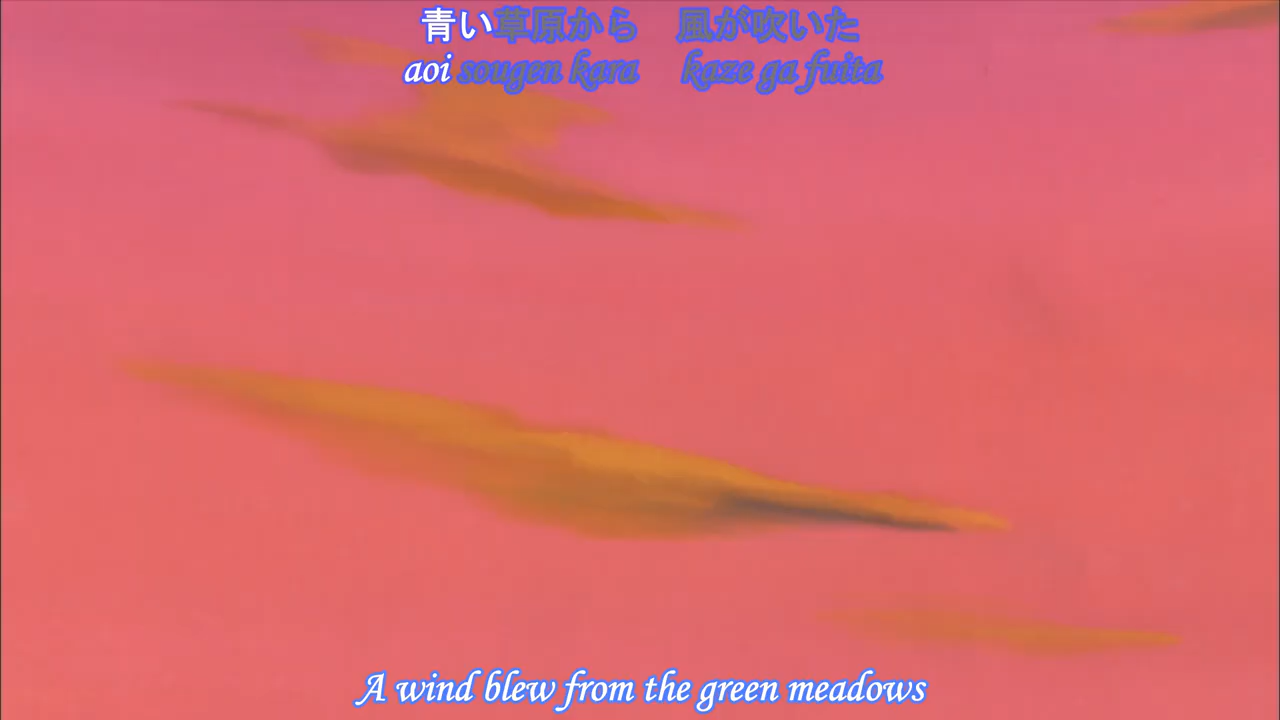 青い草原から　風が吹いた
aoi sougen kara kaze ga fuita
A wind blew from the green meadows